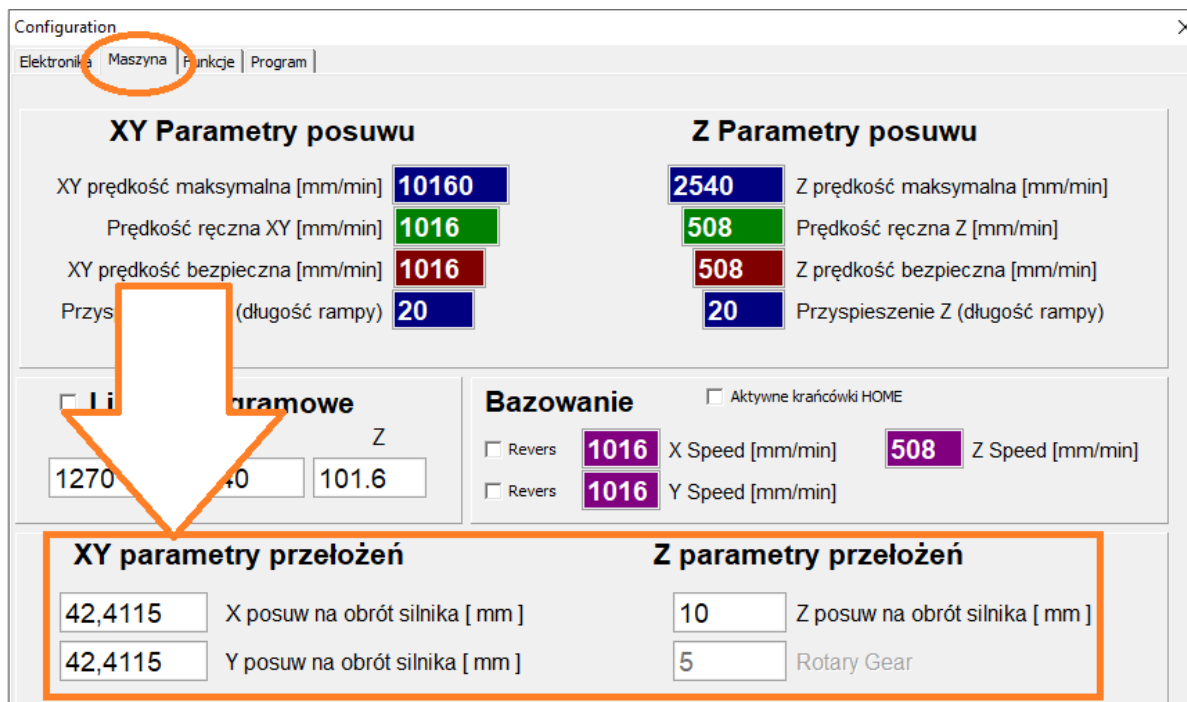 Configuration
Elektronika Maszyna Funkcje Program
XY Parametry posuwu
XY prędkość maksymalna [mm/min] 10160
Prędkość ręczna XY [mm/min] 1016
XY prędkość bezpieczna [mm/min] 1016
(długość rampy) 20
Z Parametry posuwu
2540 Z prędkość maksymalna [mm/min]
508 Prędkość ręczna Z [mm/min]
508 Z prędkość bezpieczna [mm/min]
20 Przyspieszenie Z (długość rampy)
Z
1270 101.6
Bazowanie
Aktywne krańcówki HOME
Revers 1016 X Speed [mm/min] 508 Z Speed [mm/min]
Revers 1016 Y Speed [mm/min]
XY parametry przełożeń
42,4115 X posuw na obrót silnika [ mm ]
42,4115 Y posuw na obrót silnika [ mm ]
Z parametry przełożeń
10 Z posuw na obrót silnika [ mm ]
5 Rotary Gear